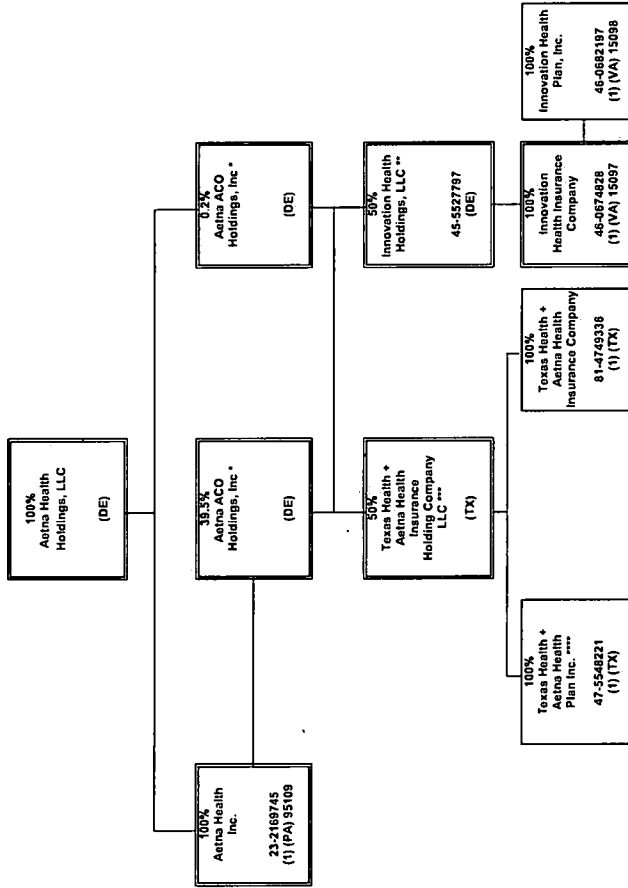 100%
Aetna Health
Holdings, LLC
(DE)
100%
Aetna Health
Inc.
23-2169745
(1) (PA) 95109
39.5%
Aetna ACO
Holdings, Inc *
(DE)
0.2%
Aetna ACO
Holdings, Inc *
(DE)
50%
Texas Health +
Aetna Health
Insurance
Holding Company
LLC ***
(TX)
50%
Innovation Health
Holdings, LLC **
45-5527797
(DE)
100%
Texas Health +
Aetna Health
Plan Inc. ****
47-5548221
(1) (TX)
100%
Texas Health +
Aetna Health
Insurance Company
81-4749336
(1) (TX)
100%
Innovation
Health Insurance
Company
46-0674828
(1) (VA) 15097
100%
Innovation Health
Plan, Inc.
46-0682197
(1) (VA) 15098